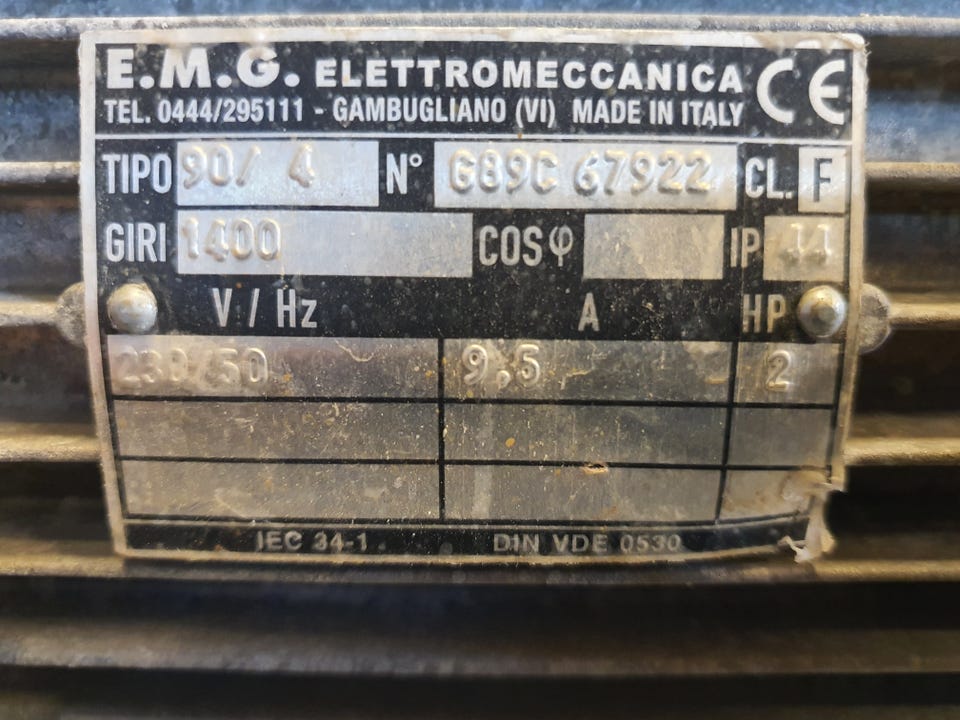 E.M.G. ELETTROMECCANICA CE
TEL. 0444/295111 - GAMBUGLIANO (VI) MADE IN ITALY
TIPO 90/ 4 N° G89C 67922 CL. F
GIRI 1400 COSφ IP 44
V / Hz A HP
230/50 9,5 2
IEC 34-1 DIN VDE 0530